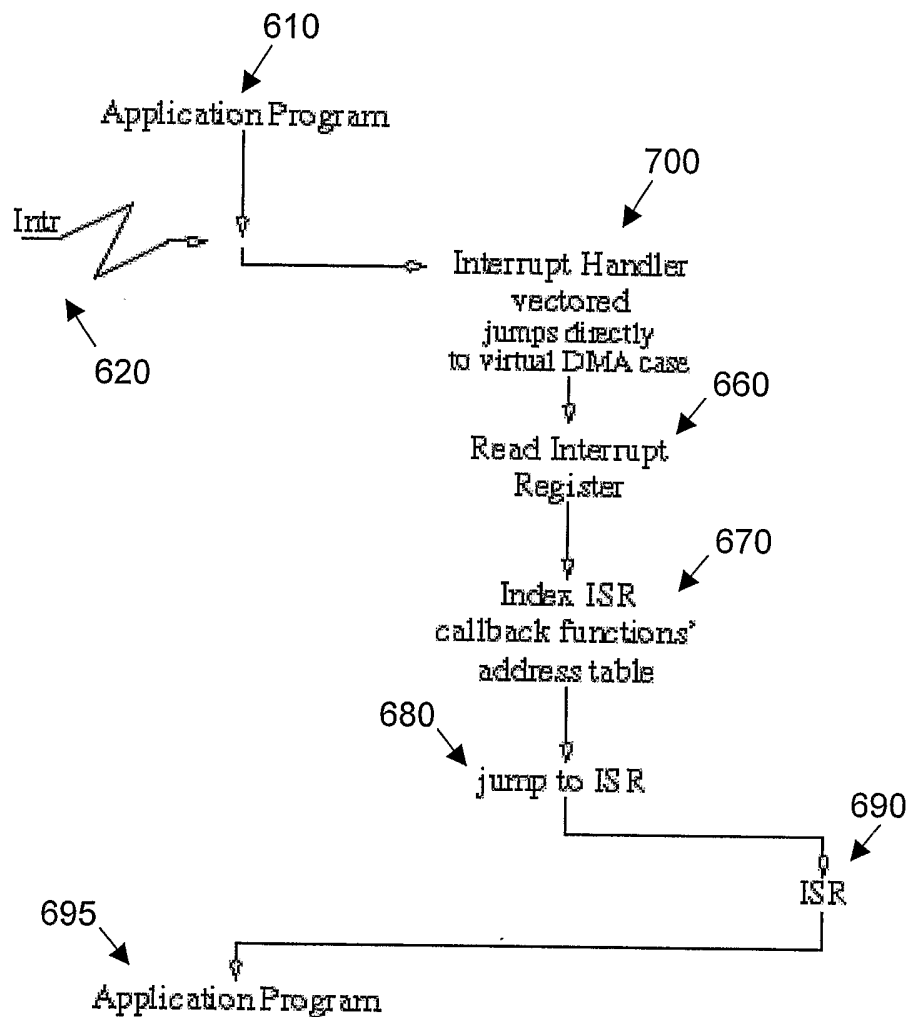 610
Application Program
700
Intr
Interrupt Handler
vectored
jumps directly
to virtual DMA case
620
660
Read Interrupt
Register
670
Index ISR
callback functions'
address table
680
jump to ISR
690
ISR
695
Application Program